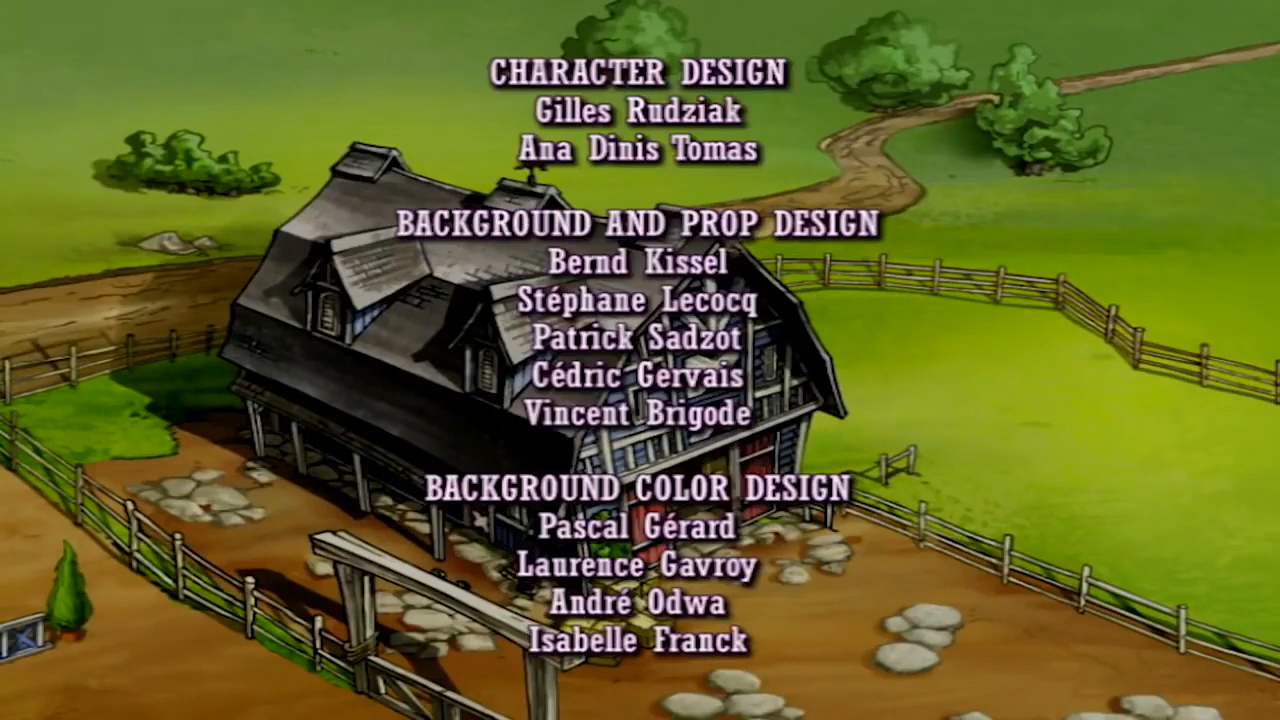 CHARACTER DESIGN
Gilles Rudziak
Ana Dinis Tomas
BACKGROUND AND PROP DESIGN
Bernd Kissel
Stéphane Lecocq
Patrick Sadzot
Cédric Gervais
Vincent Brigode
BACKGROUND COLOR DESIGN
Pascal Gérard
Laurence Gavroy
André Odwa
Isabelle Franck